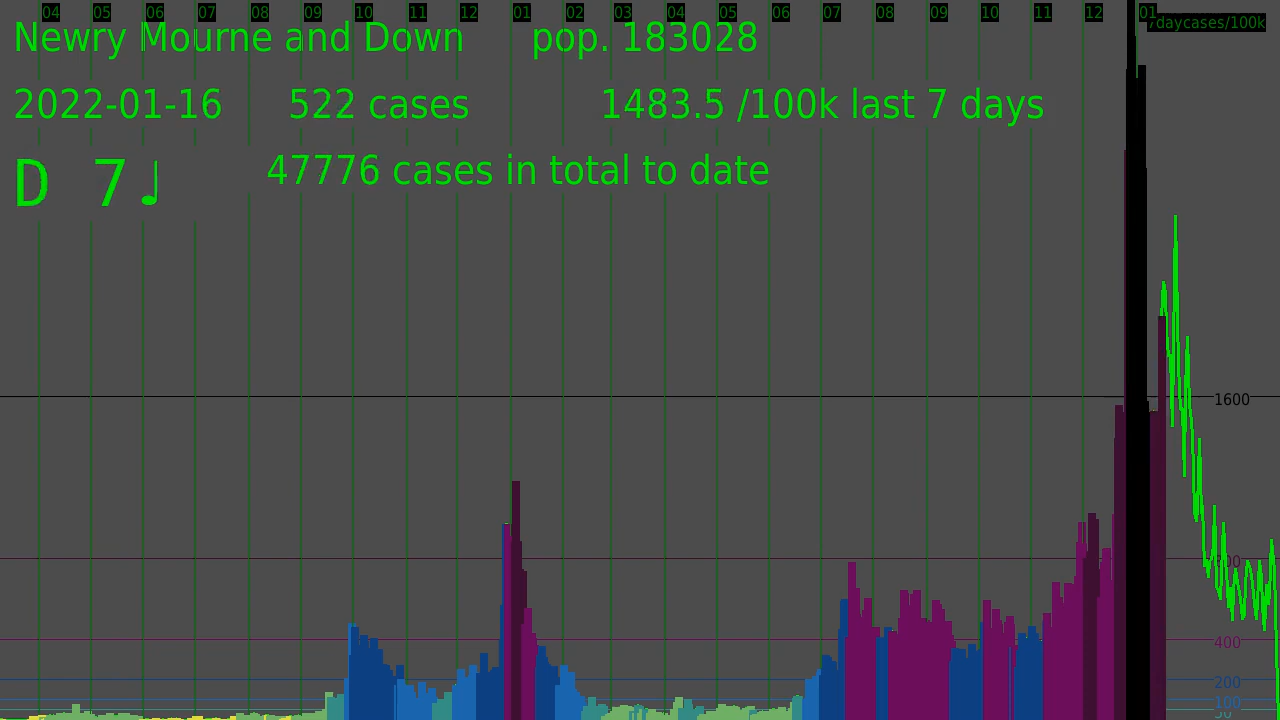 04 05 06 07 08 09 10 11 12 01 02 03 04 05 06 07 08 09 10 11 12 01
7daycases/100k
Newry Mourne and Down pop. 183028
2022-01-16 522 cases 1483.5 /100k last 7 days
D 7♩ 47776 cases in total to date
1600
400
200
100
50